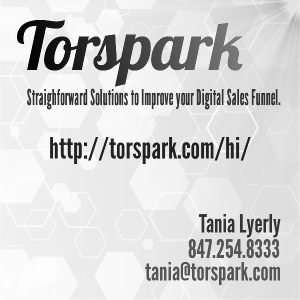 Torspark
Straighforward Solutions to Improve your Digital Sales Funnel.
http://torspark.com/hi/
Tania Lyerly
847.254.8333
tania@torspark.com